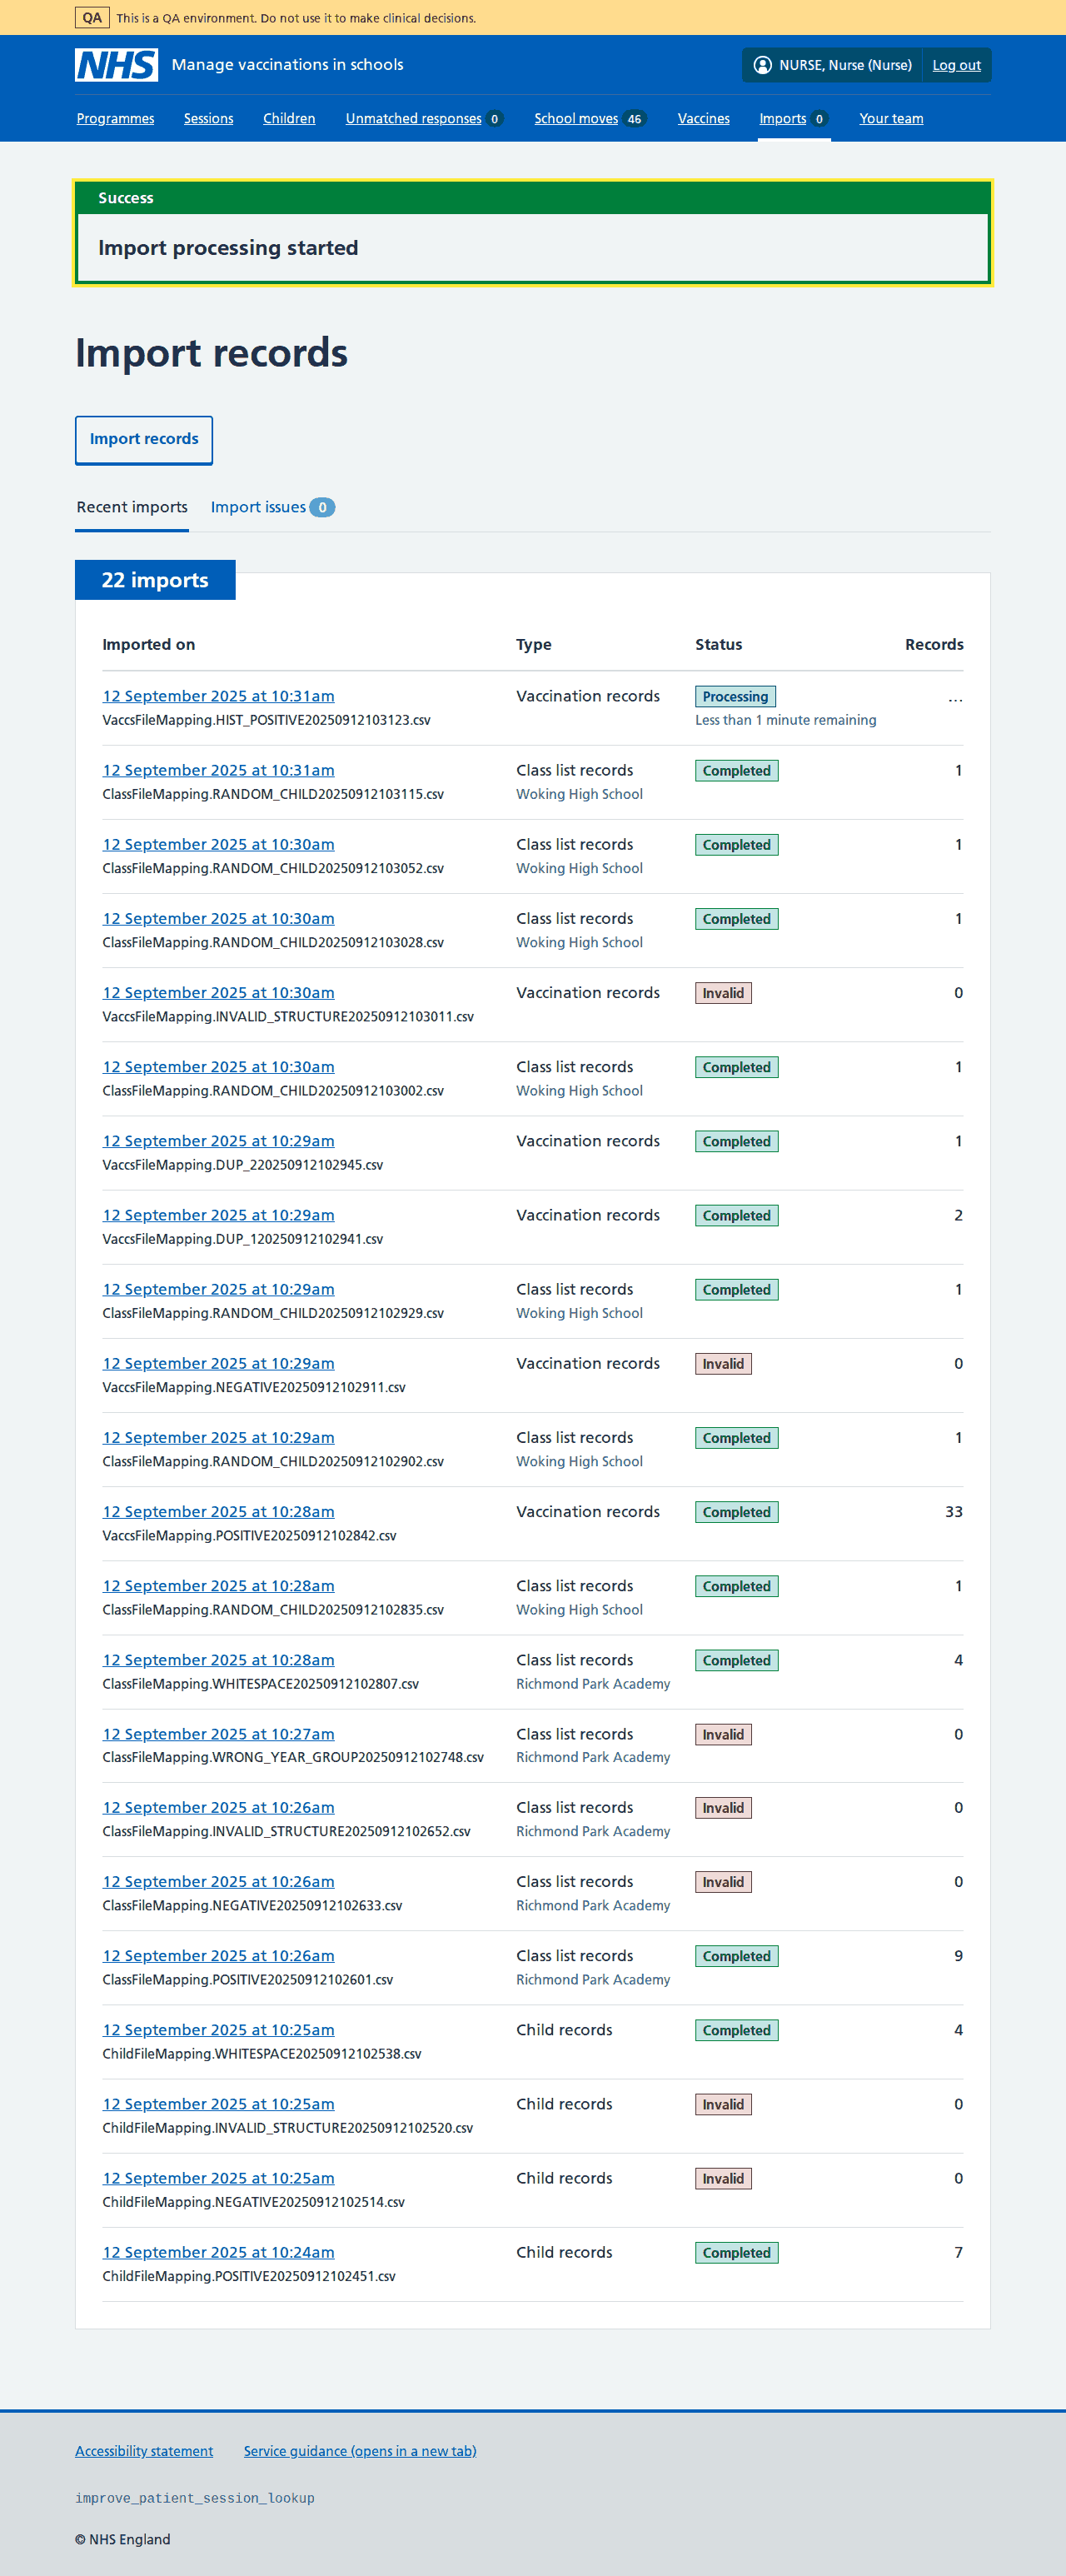 QA This is a QA environment. Do not use it to make clinical decisions.
NHS Manage vaccinations in schools NURSE, Nurse (Nurse) Log out
Programmes Sessions Children Unmatched responses 0 School moves 46 Vaccines Imports 0 Your team
Success
Import processing started
Import records
Import records
Recent imports Import issues 0
22 imports
Imported on Type Status Records
12 September 2025 at 10:31am Vaccination records Processing ...
VaccsFileMapping.HIST_POSITIVE20250912103123.csv Less than 1 minute remaining
12 September 2025 at 10:31am Class list records Completed 1
ClassFileMapping.RANDOM_CHILD20250912103115.csv Woking High School
12 September 2025 at 10:30am Class list records Completed 1
ClassFileMapping.RANDOM_CHILD20250912103052.csv Woking High School
12 September 2025 at 10:30am Class list records Completed 1
ClassFileMapping.RANDOM_CHILD20250912103028.csv Woking High School
12 September 2025 at 10:30am Vaccination records Invalid 0
VaccsFileMapping.INVALID_STRUCTURE20250912103011.csv
12 September 2025 at 10:30am Class list records Completed 1
ClassFileMapping.RANDOM_CHILD20250912103002.csv Woking High School
12 September 2025 at 10:29am Vaccination records Completed 1
VaccsFileMapping.DUP_220250912102945.csv
12 September 2025 at 10:29am Vaccination records Completed 2
VaccsFileMapping.DUP_120250912102941.csv
12 September 2025 at 10:29am Class list records Completed 1
ClassFileMapping.RANDOM_CHILD20250912102929.csv Woking High School
12 September 2025 at 10:29am Vaccination records Invalid 0
VaccsFileMapping.NEGATIVE20250912102911.csv
12 September 2025 at 10:29am Class list records Completed 1
ClassFileMapping.RANDOM_CHILD20250912102902.csv Woking High School
12 September 2025 at 10:28am Vaccination records Completed 33
VaccsFileMapping.POSITIVE20250912102842.csv
12 September 2025 at 10:28am Class list records Completed 1
ClassFileMapping.RANDOM_CHILD20250912102835.csv Woking High School
12 September 2025 at 10:28am Class list records Completed 4
ClassFileMapping.WHITESPACE20250912102807.csv Richmond Park Academy
12 September 2025 at 10:27am Class list records Invalid 0
ClassFileMapping.WRONG_YEAR_GROUP20250912102748.csv Richmond Park Academy
12 September 2025 at 10:26am Class list records Invalid 0
ClassFileMapping.INVALID_STRUCTURE20250912102652.csv Richmond Park Academy
12 September 2025 at 10:26am Class list records Invalid 0
ClassFileMapping.NEGATIVE20250912102633.csv Richmond Park Academy
12 September 2025 at 10:26am Class list records Completed 9
ClassFileMapping.POSITIVE20250912102601.csv Richmond Park Academy
12 September 2025 at 10:25am Child records Completed 4
ChildFileMapping.WHITESPACE20250912102538.csv
12 September 2025 at 10:25am Child records Invalid 0
ChildFileMapping.INVALID_STRUCTURE20250912102520.csv
12 September 2025 at 10:25am Child records Invalid 0
ChildFileMapping.NEGATIVE20250912102514.csv
12 September 2025 at 10:24am Child records Completed 7
ChildFileMapping.POSITIVE20250912102451.csv
Accessibility statement Service guidance (opens in a new tab)
improve_patient_session_lookup
© NHS England